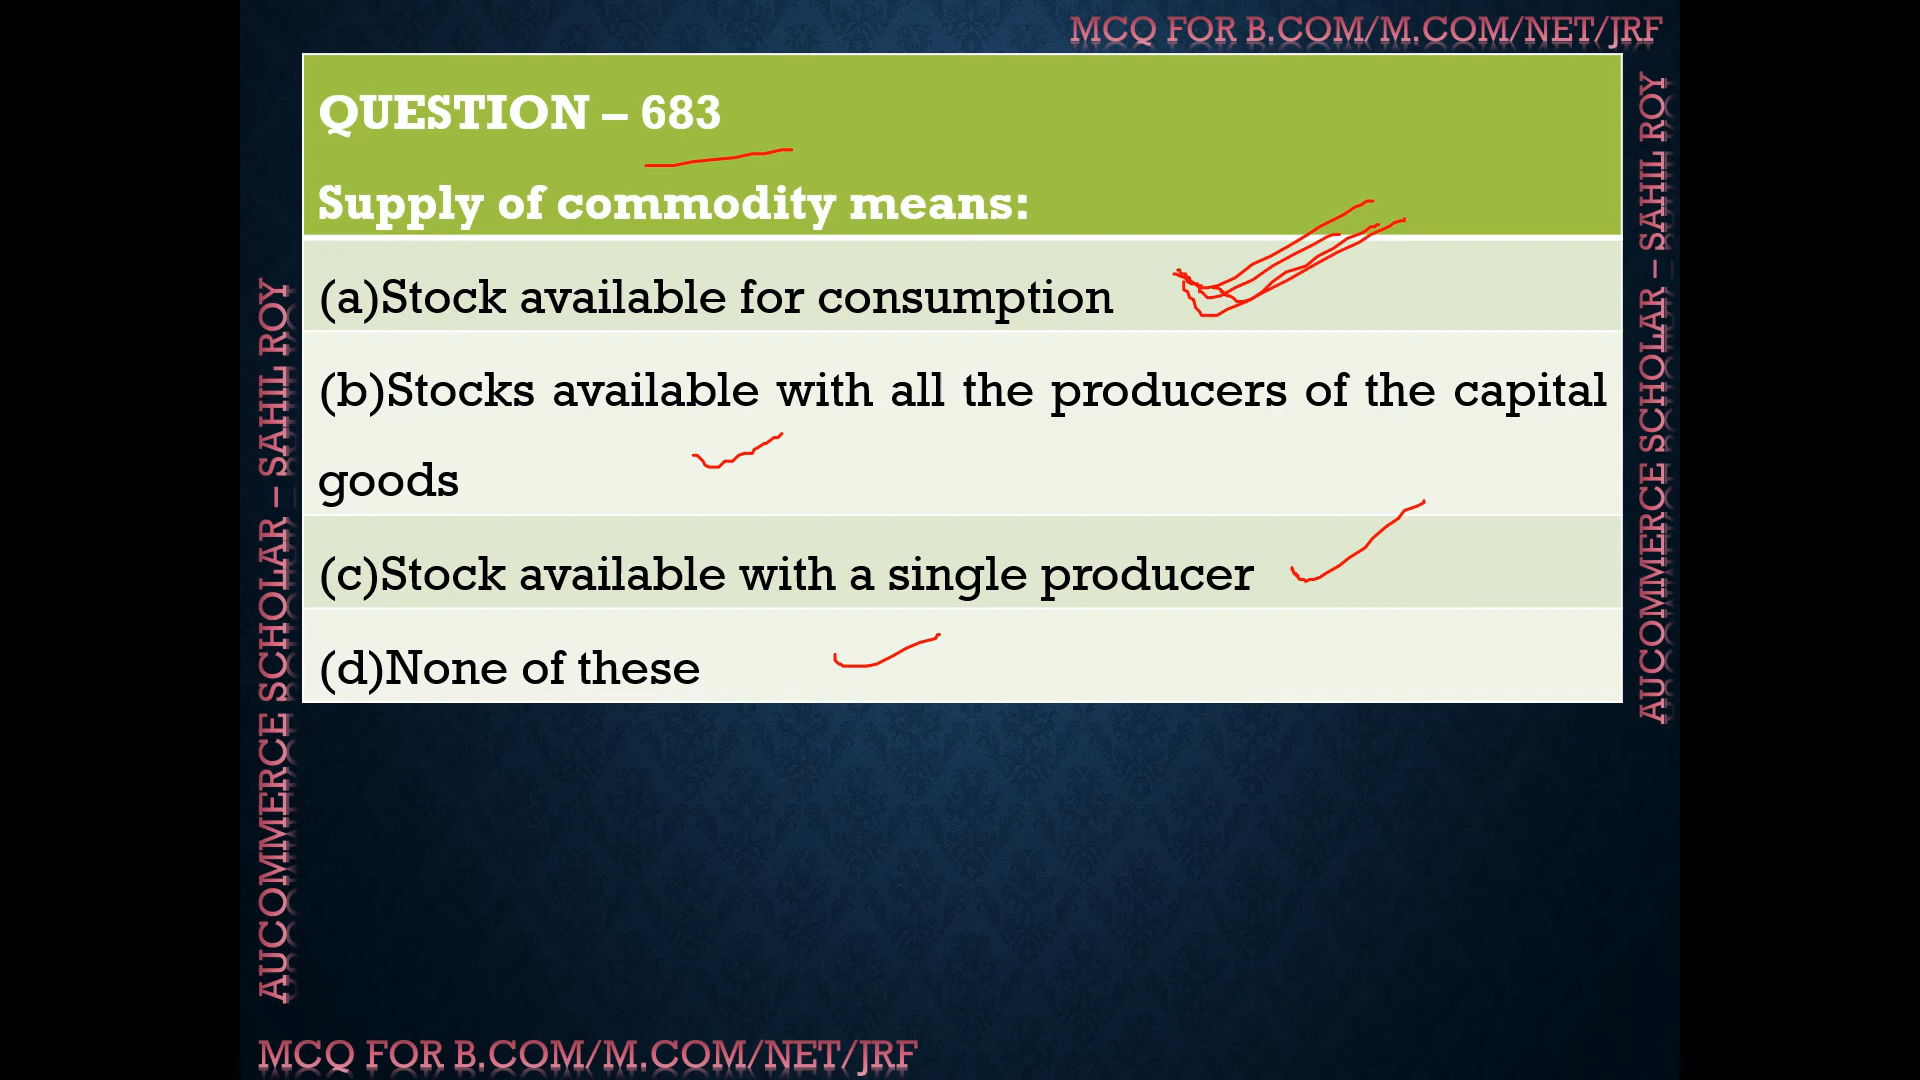 MCQ FOR B.COM/M.COM/NET/JRF
QUESTION – 683
Supply of commodity means:
(a)Stock available for consumption
(b)Stocks available with all the producers of the capital
goods
(c)Stock available with a single producer
(d)None of these
AUCOMMERCE SCHOLAR – SAHIL ROY
AUCOMMERCE SCHOLAR – SAHIL ROY
MCQ FOR B.COM/M.COM/NET/JRF